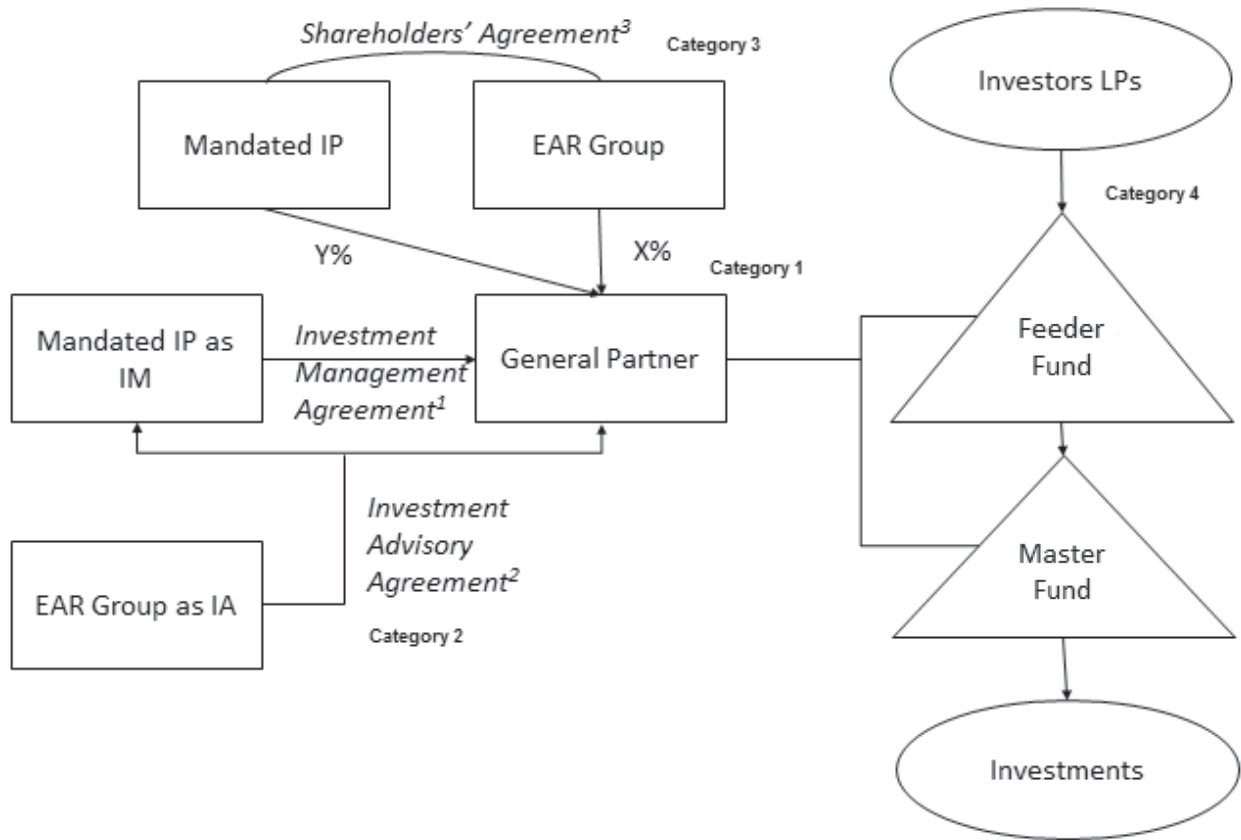 Shareholders' Agreement³
Category 3
Mandated IP
EAR Group
Investors LPs
Category 4
Y%
X%
Category 1
Mandated IP as
IM
Investment
Management
Agreement¹
General Partner
Feeder
Fund
Investment
Advisory
Agreement²
Category 2
EAR Group as IA
Master
Fund
Investments